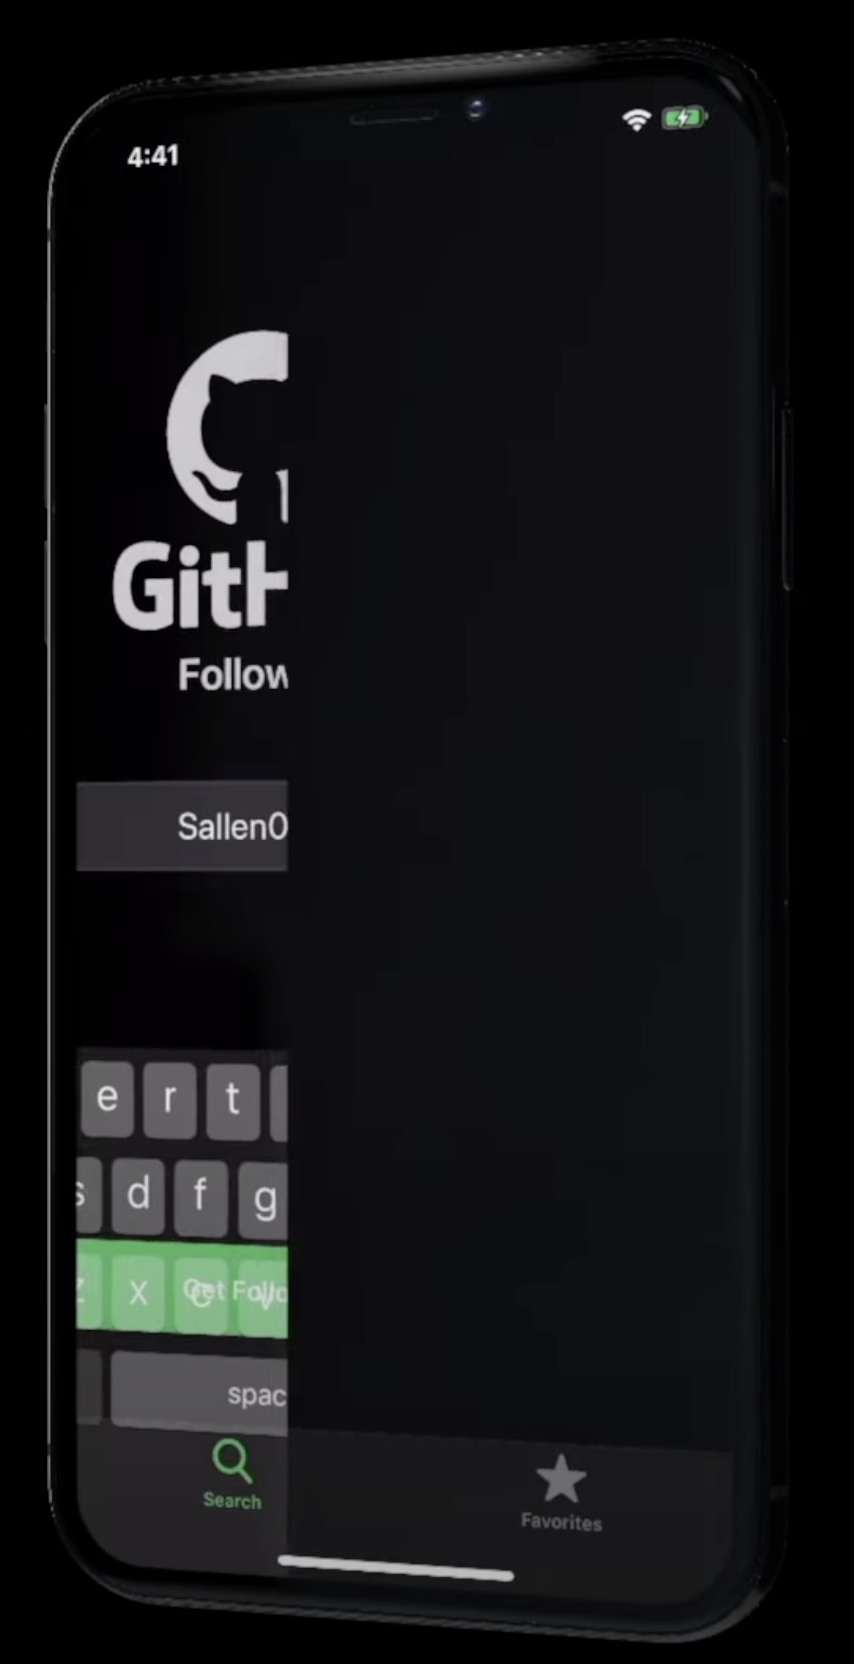 4:41
GitH
Follow
Sallen0
e r t
s d f g
z x c v
Get Follo
spac
Search
Favorites